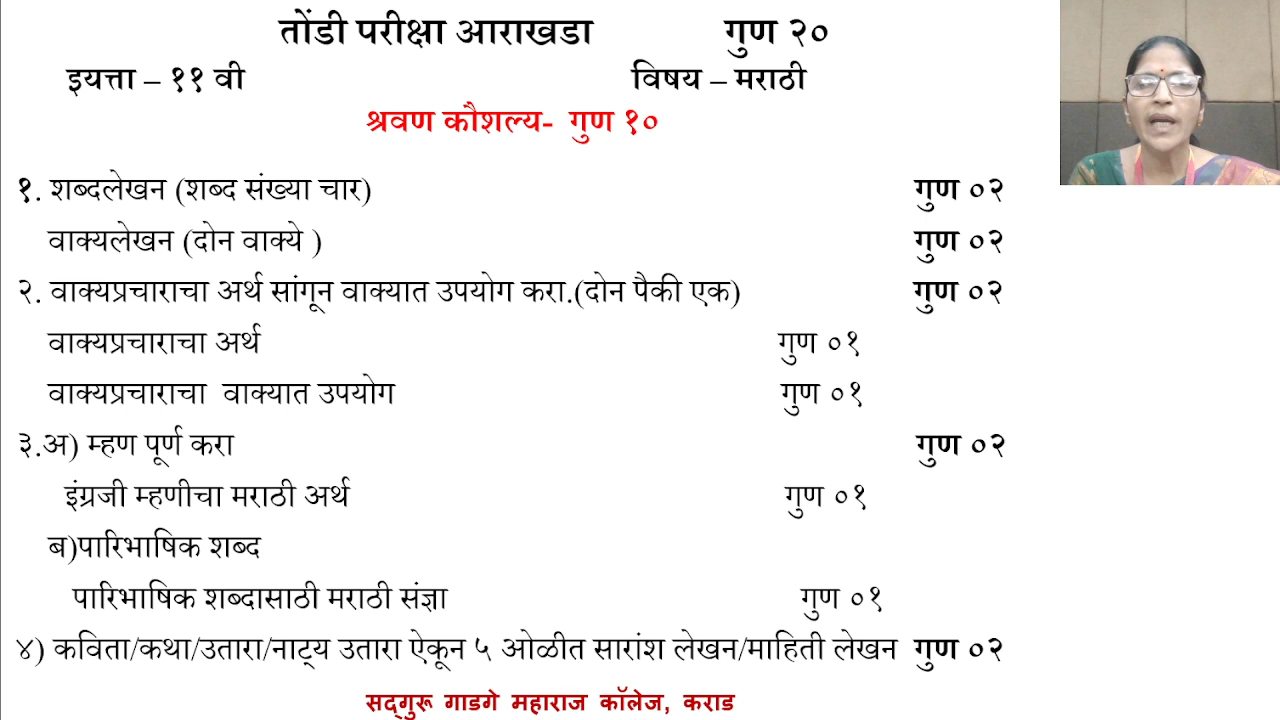 तोंडी परीक्षा आराखडा गुण २०
इयत्ता – ११ वी विषय – मराठी
श्रवण कौशल्य- गुण १०
१. शब्दलेखन (शब्द संख्या चार) गुण ०२
वाक्यलेखन (दोन वाक्ये ) गुण ०२
२. वाक्यप्रचाराचा अर्थ सांगून वाक्यात उपयोग करा.(दोन पैकी एक) गुण ०२
वाक्यप्रचाराचा अर्थ गुण ०१
वाक्यप्रचाराचा वाक्यात उपयोग गुण ०१
३.अ) म्हण पूर्ण करा गुण ०२
इंग्रजी म्हणीचा मराठी अर्थ गुण ०१
ब)पारिभाषिक शब्द
पारिभाषिक शब्दासाठी मराठी संज्ञा गुण ०१
४) कविता/कथा/उतारा/नाट्य उतारा ऐकून ५ ओळीत सारांश लेखन/माहिती लेखन गुण ०२
सद्‌गुरू गाडगे महाराज कॉलेज, कराड